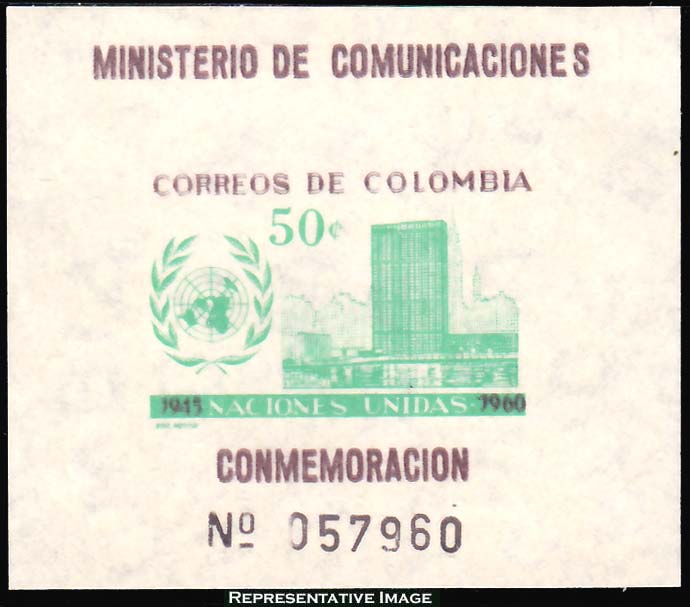 MINISTERIO DE COMUNICACIONES
CORREOS DE COLOMBIA
50¢
1945 NACIONES UNIDAS-1960
CONMEMORACION
Nº 057960
REPRESENTATIVE IMAGE